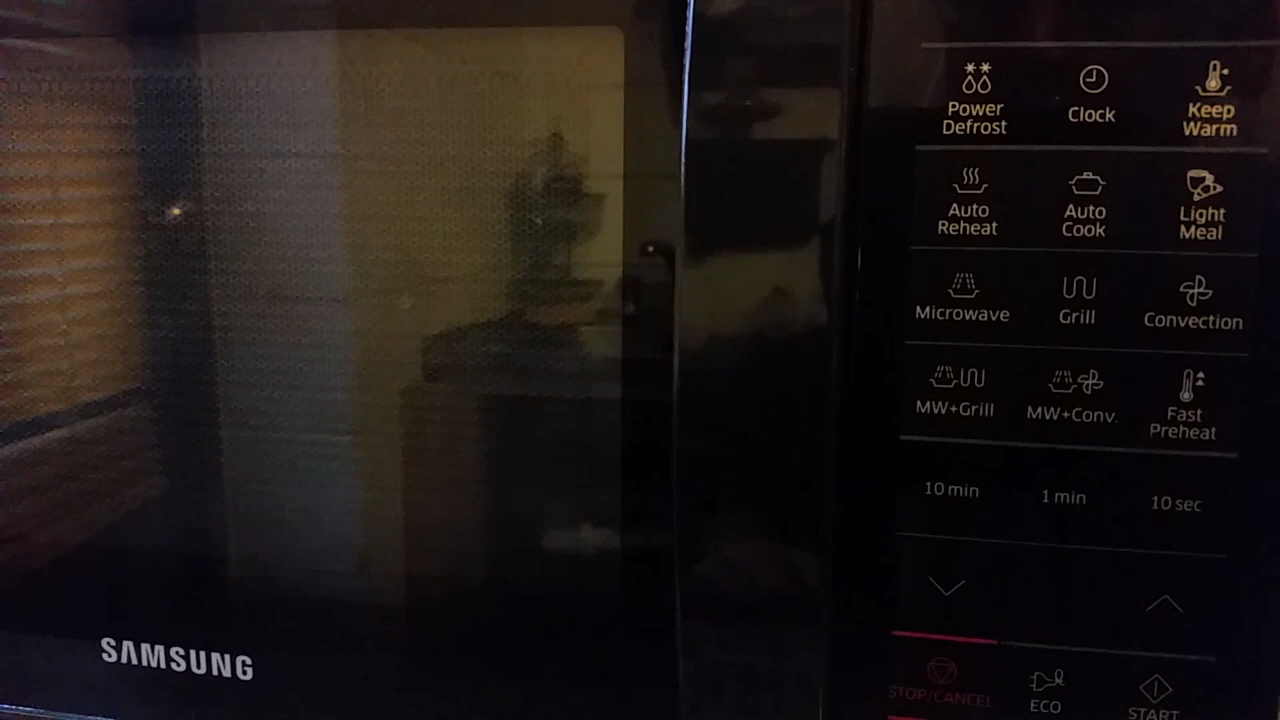 Power
Defrost
Clock
Keep
Warm
Auto
Reheat
Auto
Cook
Light
Meal
Microwave
Grill
Convection
MW+Grill
MW+Conv.
Fast
Preheat
10 min
1 min
10 sec
STOP/CANCEL
ECO
START
SAMSUNG